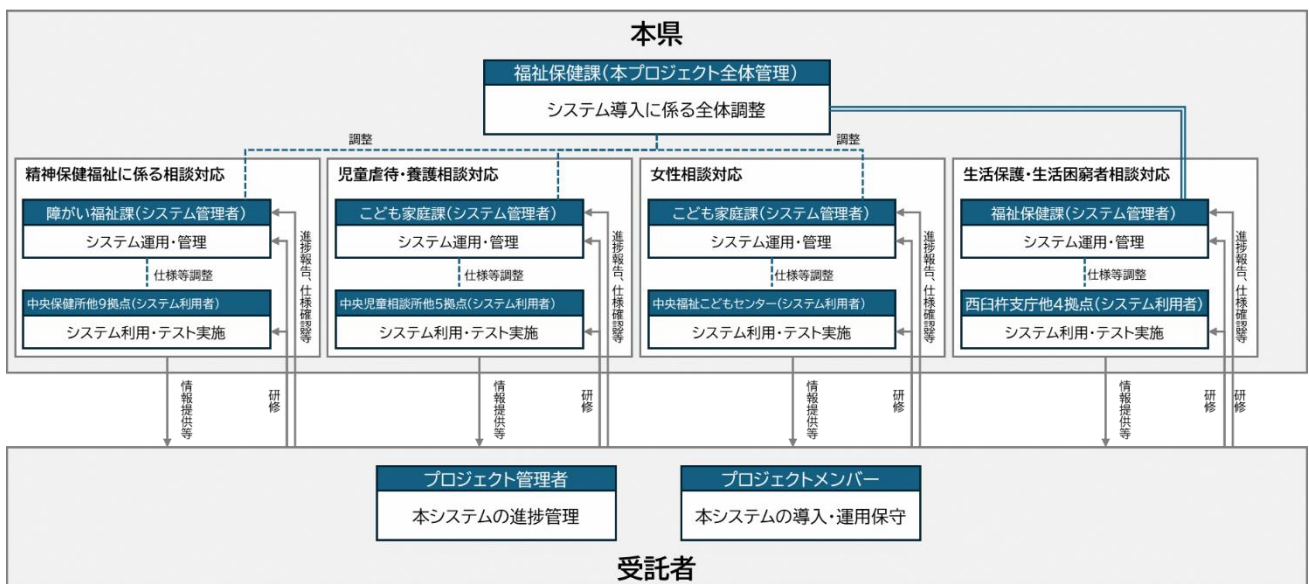 本県
福祉保健課(本プロジェクト全体管理)
システム導入に係る全体調整
調整
精神保健福祉に係る相談対応
障がい福祉課(システム管理者)
システム運用・管理
仕様等調整
中央保健所他9拠点(システム利用者)
システム利用・テスト実施
進捗報告、仕様確認等
情報提供等
研修
児童虐待・養護相談対応
こども家庭課(システム管理者)
システム運用・管理
仕様等調整
中央児童相談所他5拠点(システム利用者)
システム利用・テスト実施
進捗報告、仕様確認等
情報提供等
研修
女性相談対応
こども家庭課(システム管理者)
システム運用・管理
仕様等調整
中央福祉こどもセンター(システム利用者)
システム利用・テスト実施
進捗報告、仕様確認等
情報提供等
研修
生活保護・生活困窮者相談対応
福祉保健課(システム管理者)
システム運用・管理
仕様等調整
西臼杵支庁他4拠点(システム利用者)
システム利用・テスト実施
進捗報告、仕様確認等
情報提供等
研修
研修
プロジェクト管理者
本システムの進捗管理
プロジェクトメンバー
本システムの導入・運用保守
受託者